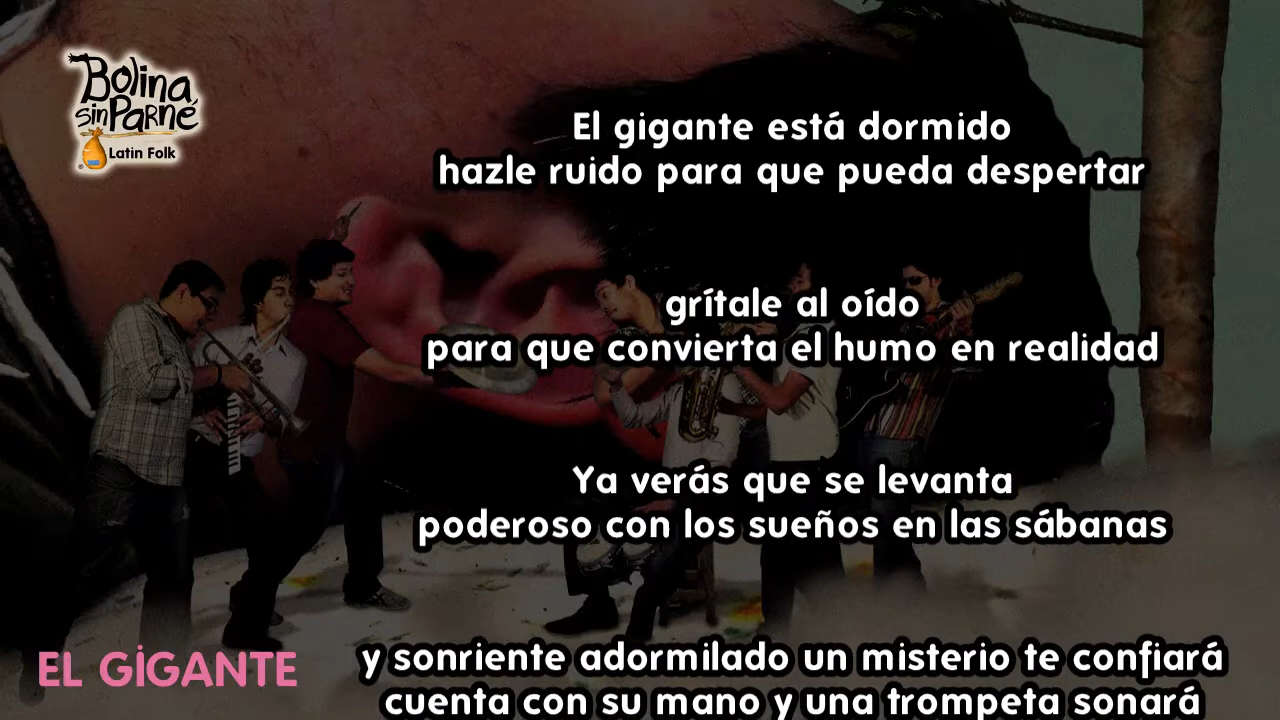 Bolina
sin Parné
Latin Folk
El gigante está dormido
hazle ruido para que pueda despertar
grítale al oído
para que convierta el humo en realidad
Ya verás que se levanta
poderoso con los sueños en las sábanas
y sonriente adormilado un misterio te confiará
cuenta con su mano y una trompeta sonará
EL GiGANTE